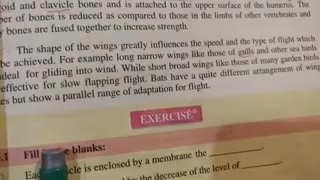 oid and clavicle bones and is attached to the upper surface of the humerus. The
er of bones is reduced as compared to those in the limbs of other vertebrates and
y bones are fused together to increase strength.
The shape of the wings greatly influences the speed and the type of flight which
be achieved. For example long narrow wings like those of gulls and other sea birds
deal for gliding into wind. While short broad wings like those of many garden birds
effective for slow flapping flight. Bats have a quite different arrangement of wing
es but show a parallel range of adaptation for flight.
EXERCISE
.1 Fill blanks:
Ea cle is enclosed by a membrane the
by the decrease of the level of